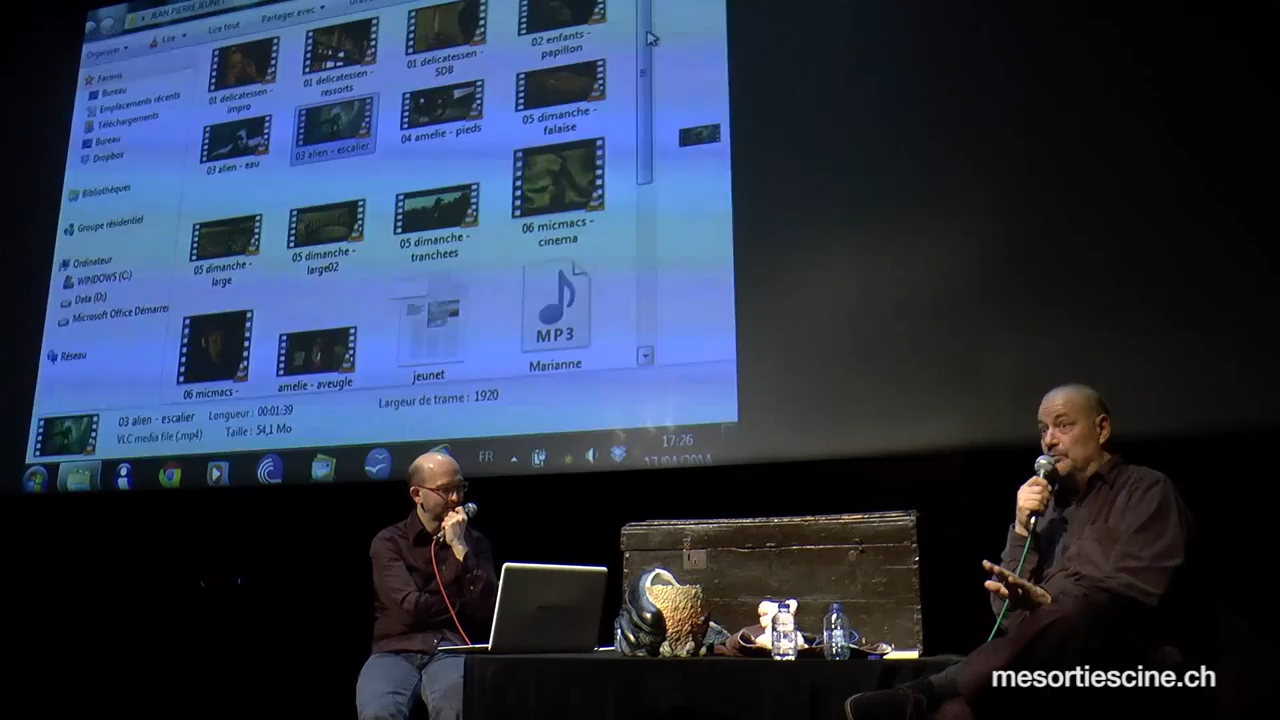 JEAN PIERRE JEUNET
Organiser
Lire
Lire tout
Partager avec
Favoris
Bureau
Emplacements récents
Téléchargements
Bureau
Dropbox
Bibliothèques
Groupe résidentiel
Ordinateur
WINDOWS (C:)
Data (D:)
Microsoft Office Démarrer
Réseau
01 delicatessen -
impro
01 delicatessen -
ressorts
01 delicatessen -
SDB
02 enfants -
papillon
03 alien - eau
03 alien - escalier
04 amelie - pieds
05 dimanche -
falaise
05 dimanche -
large
05 dimanche -
large02
05 dimanche -
tranchees
06 micmacs -
cinema
06 micmacs -
amelie - aveugle
jeunet
MP3
Marianne
03 alien - escalier
VLC media file (.mp4)
Longueur : 00:01:39
Taille : 54,1 Mo
Largeur de trame : 1920
FR
17:26
mesortiescine.ch